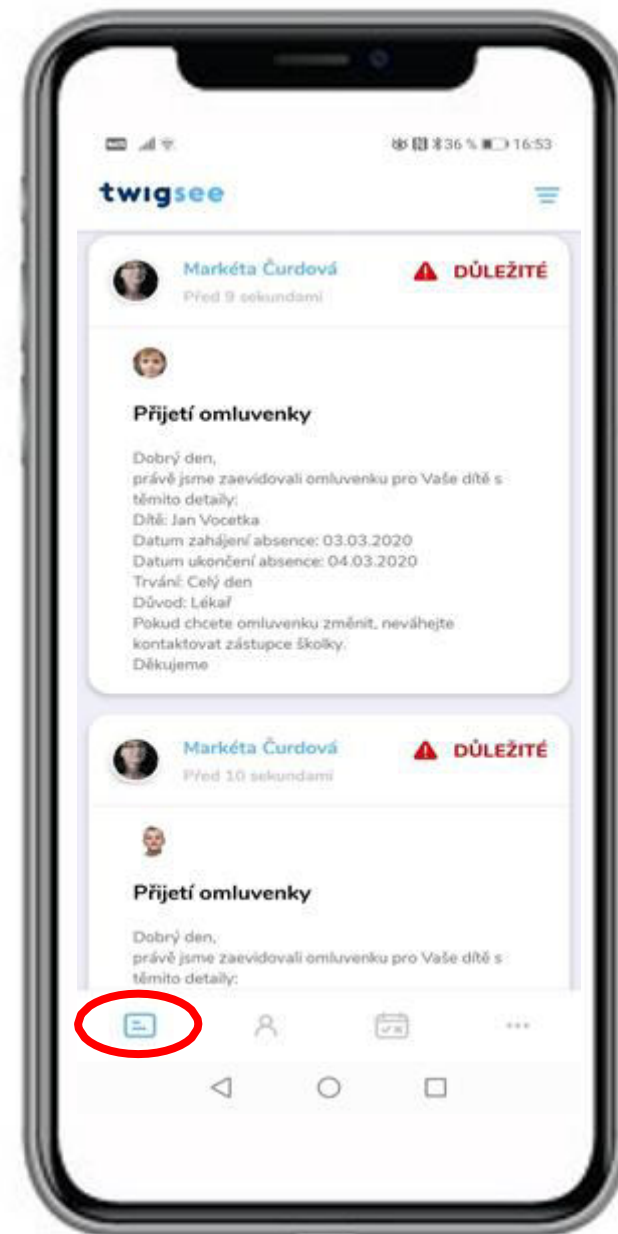 36 % 16:53
twigsee
Markéta Čurdová DŮLEŽITÉ
Před 9 sekundami
Přijetí omluvenky
Dobrý den,
právě jsme zaevidovali omluvenku pro Vaše dítě s
těmito detaily:
Dítě: Jan Vocetka
Datum zahájení absence: 03.03.2020
Datum ukončení absence: 04.03.2020
Trvání: Celý den
Důvod: Lékař
Pokud chcete omluvenku změnit, neváhejte
kontaktovat zástupce školky.
Děkujeme
Markéta Čurdová DŮLEŽITÉ
Před 10 sekundami
Přijetí omluvenky
Dobrý den,
právě jsme zaevidovali omluvenku pro Vaše dítě s
těmito detaily: